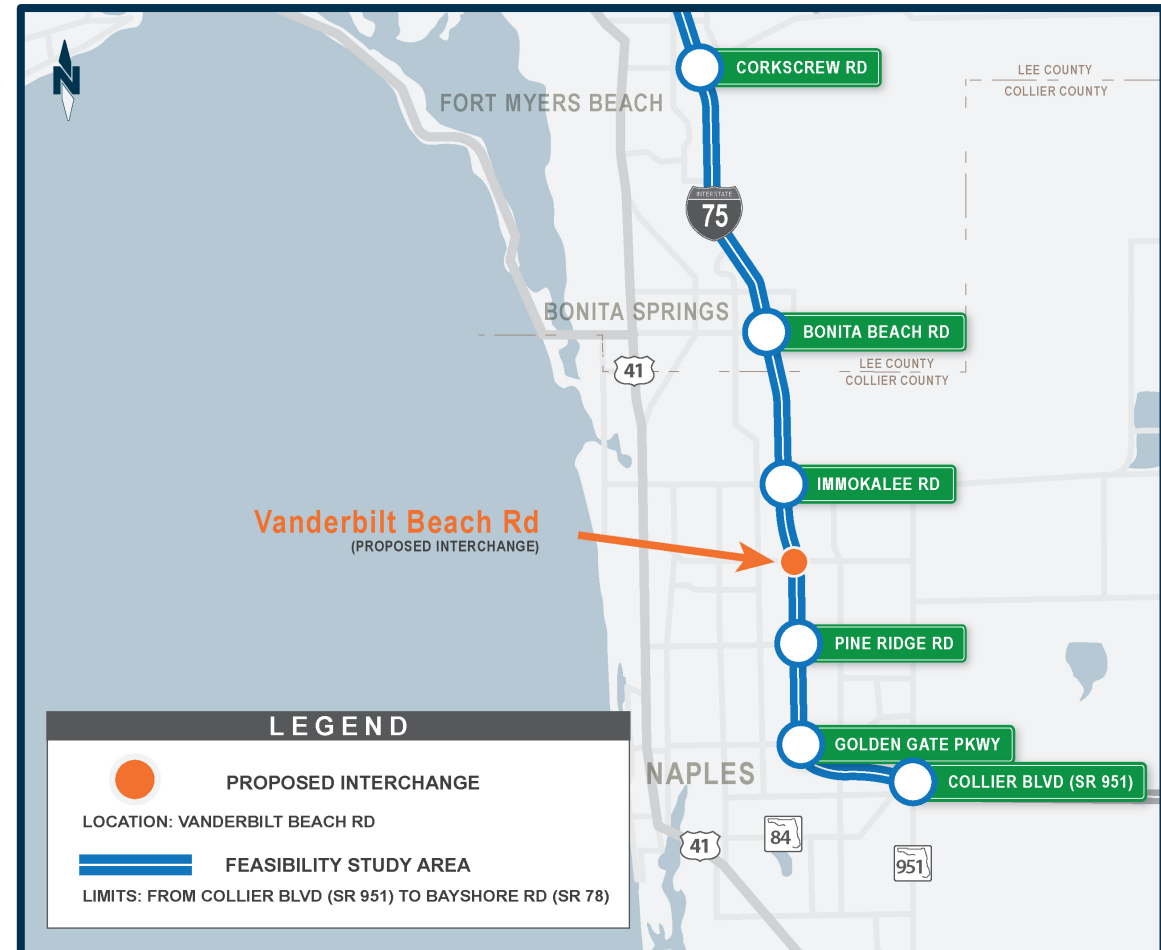 N
CORKSCREW RD
LEE COUNTY
COLLIER COUNTY
FORT MYERS BEACH
INTERSTATE
75
BONITA SPRINGS
BONITA BEACH RD
LEE COUNTY
COLLIER COUNTY
41
IMMOKALEE RD
Vanderbilt Beach Rd
(PROPOSED INTERCHANGE)
PINE RIDGE RD
GOLDEN GATE PKWY
NAPLES
COLLIER BLVD (SR 951)
84
41
951
LEGEND
PROPOSED INTERCHANGE
LOCATION: VANDERBILT BEACH RD
FEASIBILITY STUDY AREA
LIMITS: FROM COLLIER BLVD (SR 951) TO BAYSHORE RD (SR 78)